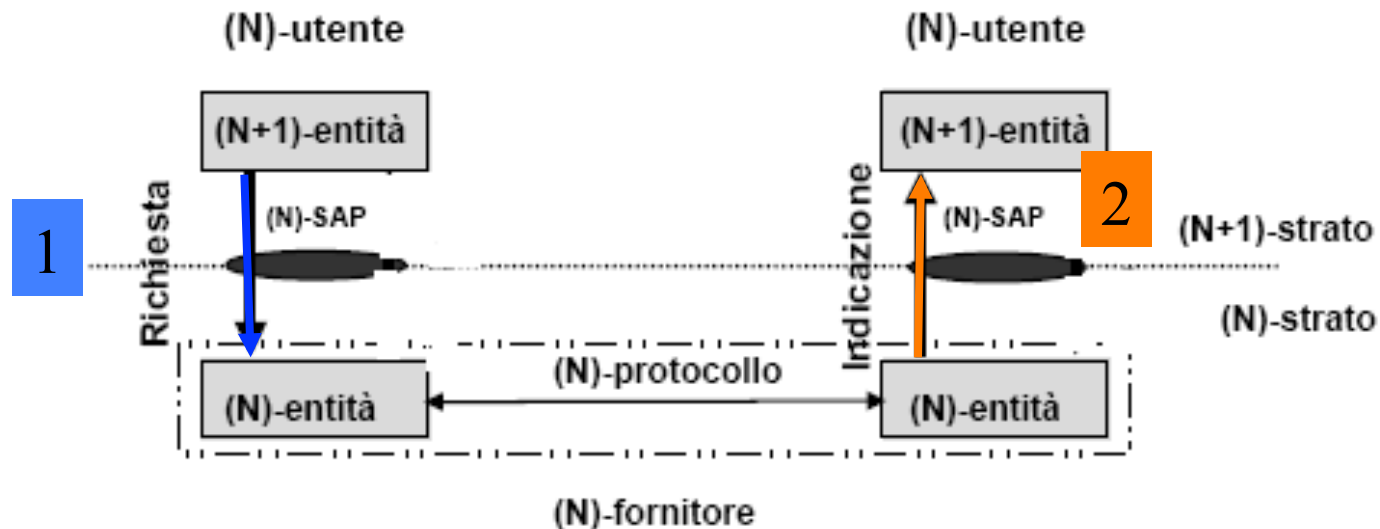 (N)-utente
(N)-utente
(N+1)-entità
(N+1)-entità
Richiesta
(N)-SAP
Indicazione
(N)-SAP
1
2
(N+1)-strato
(N)-strato
(N)-protocollo
(N)-entità
(N)-entità
(N)-fornitore